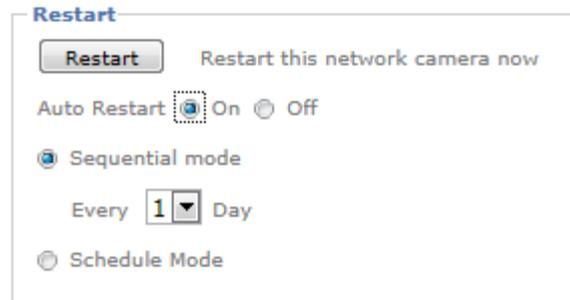 Restart
Restart Restart this network camera now
Auto Restart On Off
Sequential mode
Every 1 Day
Schedule Mode